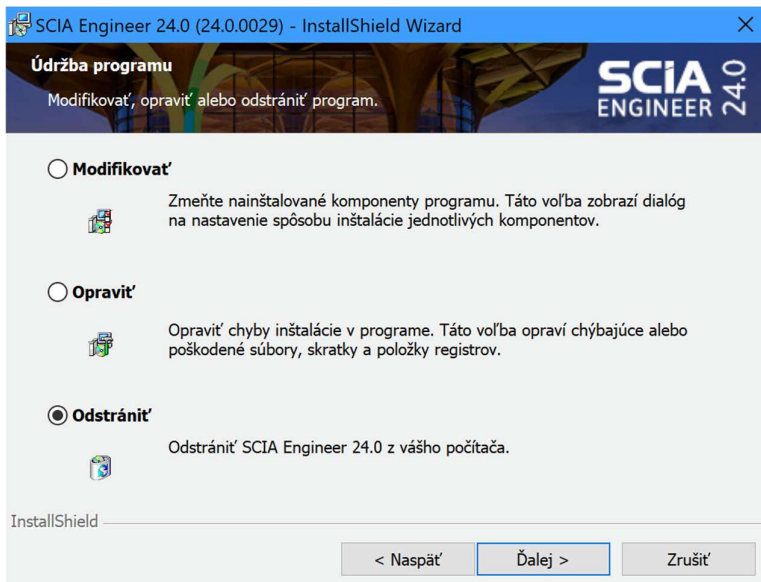 SCIA Engineer 24.0 (24.0.0029) - InstallShield Wizard
Údržba programu
Modifikovať, opraviť alebo odstrániť program.
SCIA
ENGINEER
24.0
Modifikovať
Zmeňte nainštalované komponenty programu. Táto voľba zobrazí dialóg
na nastavenie spôsobu inštalácie jednotlivých komponentov.
Opraviť
Opraviť chyby inštalácie v programe. Táto voľba opraví chýbajúce alebo
poškodené súbory, skratky a položky registrov.
Odstrániť
Odstrániť SCIA Engineer 24.0 z vášho počítača.
InstallShield
< Naspäť
Ďalej >
Zrušiť